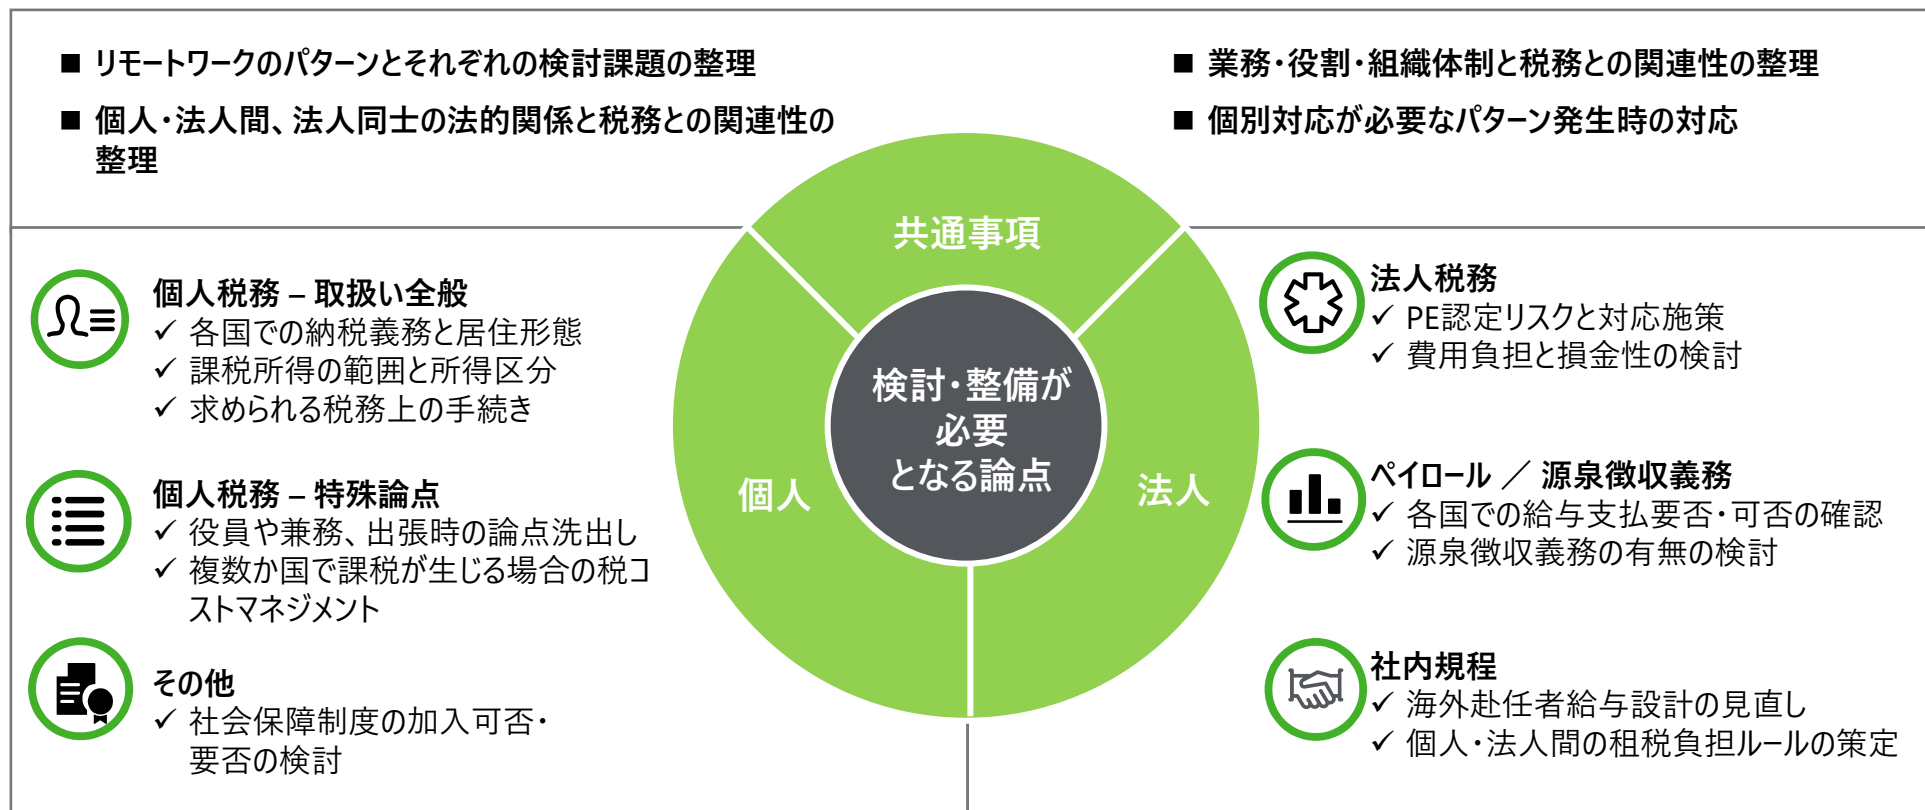 ■ リモートワークのパターンとそれぞれの検討課題の整理
■ 個人・法人間、法人同士の法的関係と税務との関連性の
整理
■ 業務・役割・組織体制と税務との関連性の整理
■ 個別対応が必要なパターン発生時の対応
共通事項
検討・整備が
必要
となる論点
個人
法人
個人税務 – 取扱い全般
✓ 各国での納税義務と居住形態
✓ 課税所得の範囲と所得区分
✓ 求められる税務上の手続き
個人税務 – 特殊論点
✓ 役員や兼務、出張時の論点洗出し
✓ 複数か国で課税が生じる場合の税コ
ストマネジメント
その他
✓ 社会保障制度の加入可否・
要否の検討
法人税務
✓ PE認定リスクと対応施策
✓ 費用負担と損金性の検討
ペイロール ／ 源泉徴収義務
✓ 各国での給与支払要否・可否の確認
✓ 源泉徴収義務の有無の検討
社内規程
✓ 海外赴任者給与設計の見直し
✓ 個人・法人間の租税負担ルールの策定